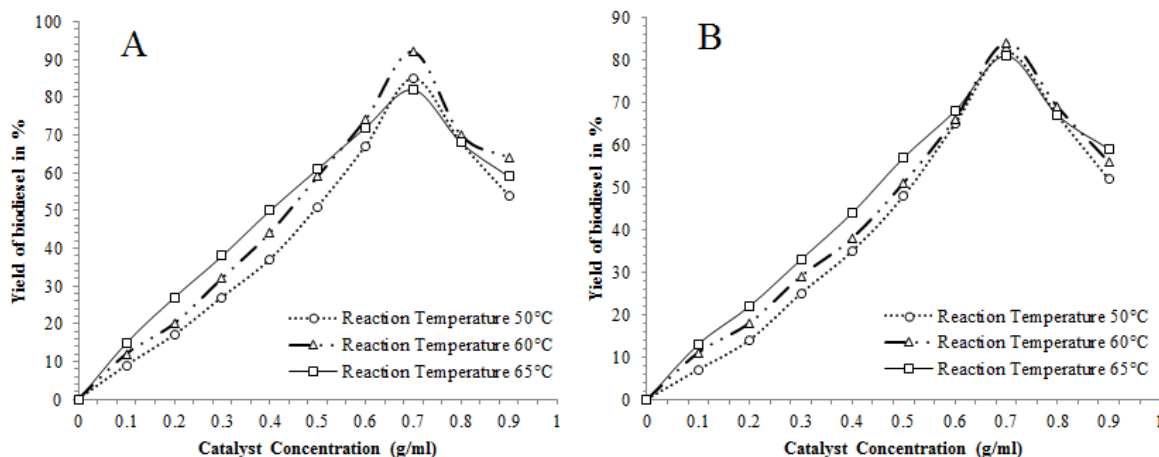 A
Yield of biodiesel in %
100
90
80
70
60
50
40
30
20
10
0
Reaction Temperature 50°C
Reaction Temperature 60°C
Reaction Temperature 65°C
0 0.1 0.2 0.3 0.4 0.5 0.6 0.7 0.8 0.9 1
Catalyst Concentration (g/ml)
B
Yield of biodiesel in %
90
80
70
60
50
40
30
20
10
0
Reaction Temperature 50°C
Reaction Temperature 60°C
Reaction Temperature 65°C
0 0.1 0.2 0.3 0.4 0.5 0.6 0.7 0.8 0.9 1
Catalyst Concentration (g/ml)